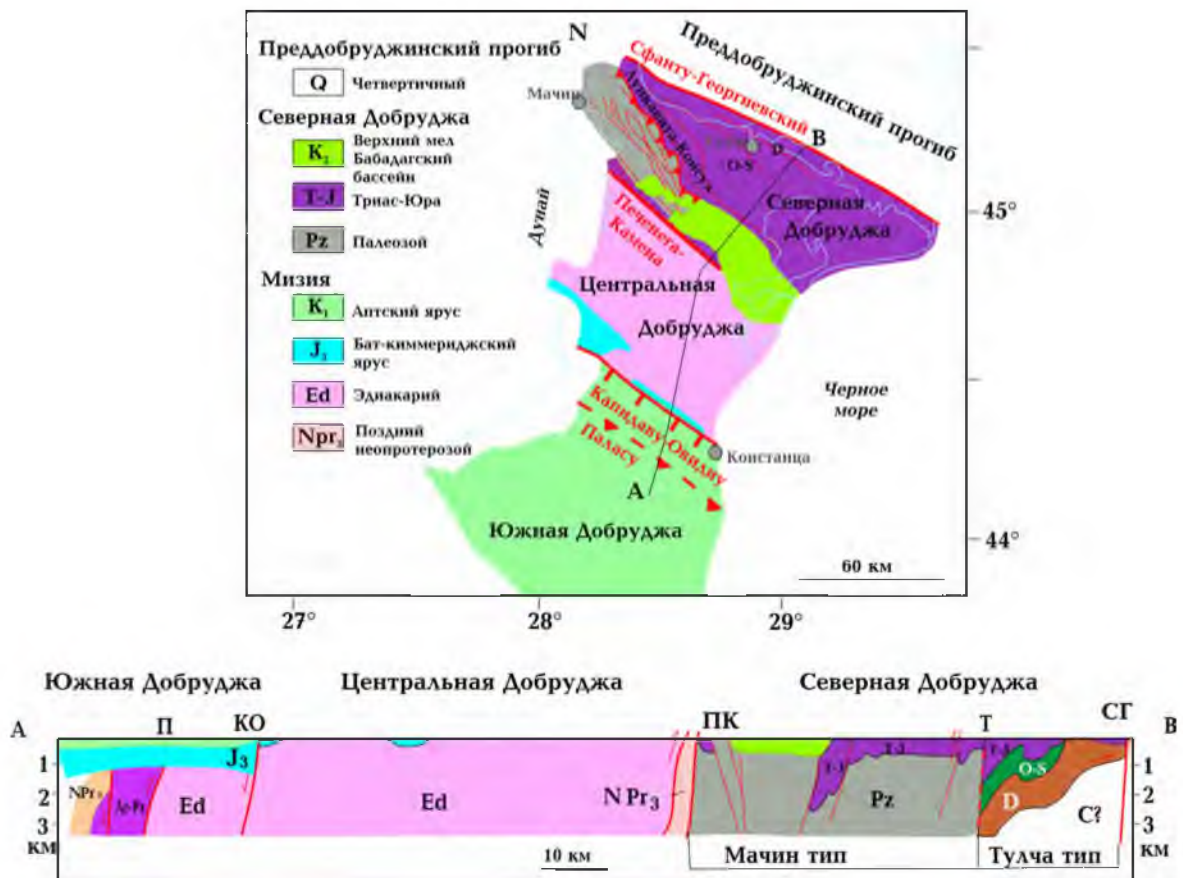 Преддобруджинский прогиб
Q Четвертичный
Северная Добруджа
K₂ Верхний мел
Бабадагский
бассейн
T-J Триас-Юра
Pz Палеозой
Мизия
K₁ Аптский ярус
J₃ Бат-киммериджский
ярус
Ed Эдиакарий
Npr₃ Поздний
неопротерозой
N
Преддобруджинский прогиб
Сфанту-Георгиевский
Мачин
B
D
O-S
Северная
Добруджа
45°
Дунай
Печенега-
Камена
Центральная
Добруджа
Черное
море
Капидаву-Овидиу
Паласу
Констанца
A
Южная Добруджа
44°
60 км
27°
28°
29°
Южная Добруджа
Центральная Добруджа
Северная Добруджа
А
П
КО
ПК
Т
СГ
В
J₃
T-J
T-J
T-J
O-S
1
2
3
км
NPr₃
Ed
Ed
N Pr₃
Pz
D
C?
1
2
3
км
10 км
Мачин тип
Тулча тип